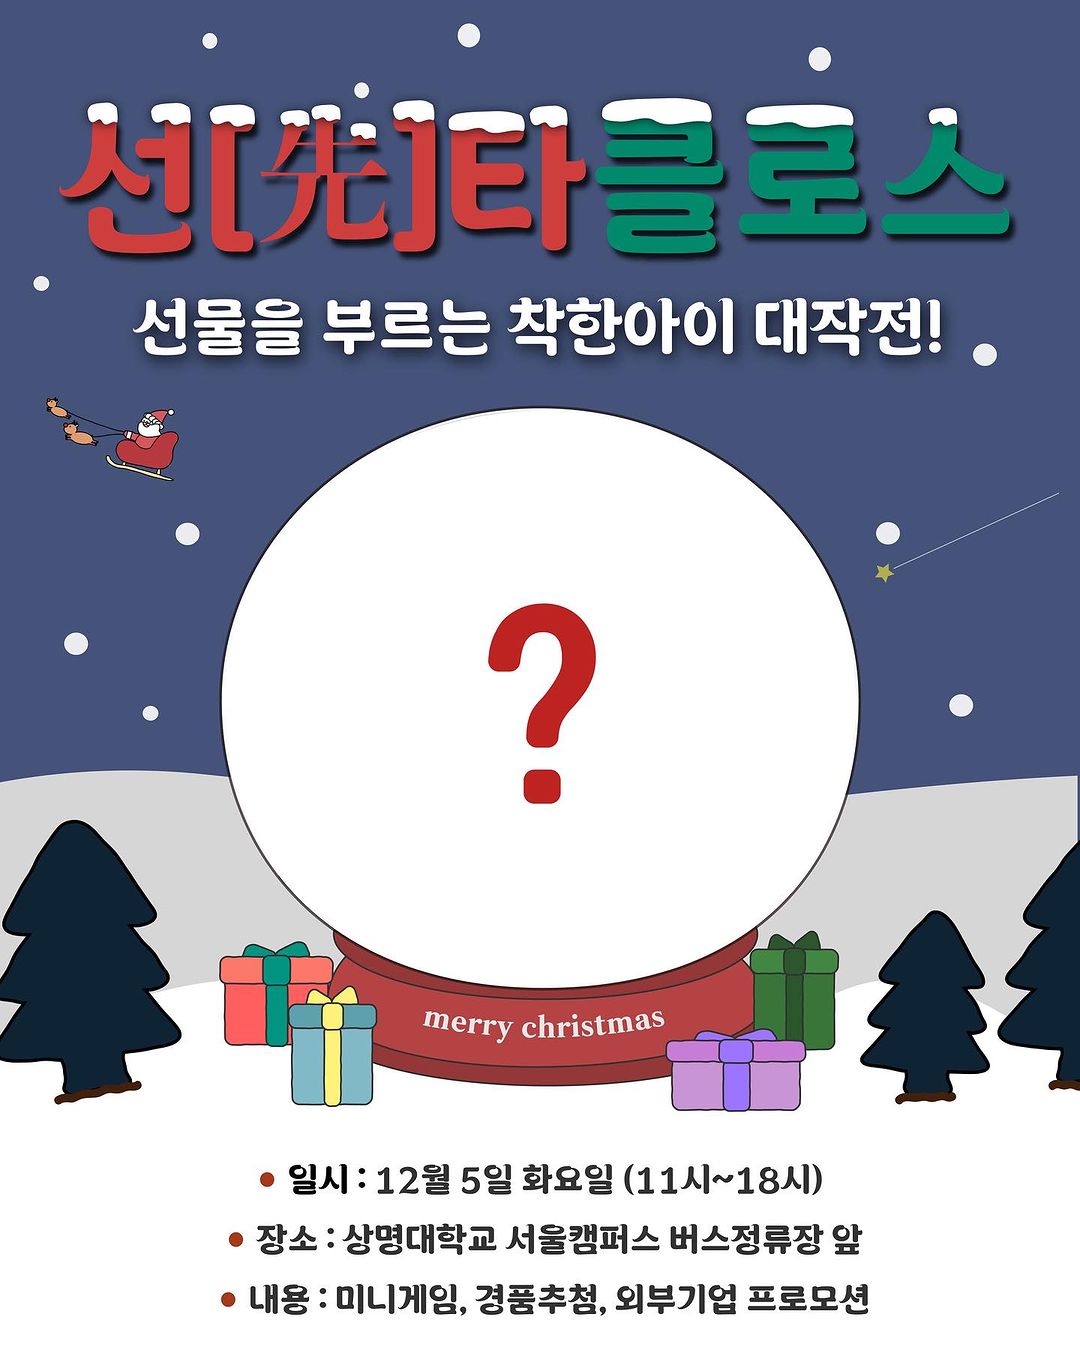 선[先]타클로스
선물을 부르는 착한아이 대작전!
?
merry christmas
• 일시 : 12월 5일 화요일 (11시~18시)
• 장소 : 상명대학교 서울캠퍼스 버스정류장 앞
• 내용 : 미니게임, 경품추첨, 외부기업 프로모션